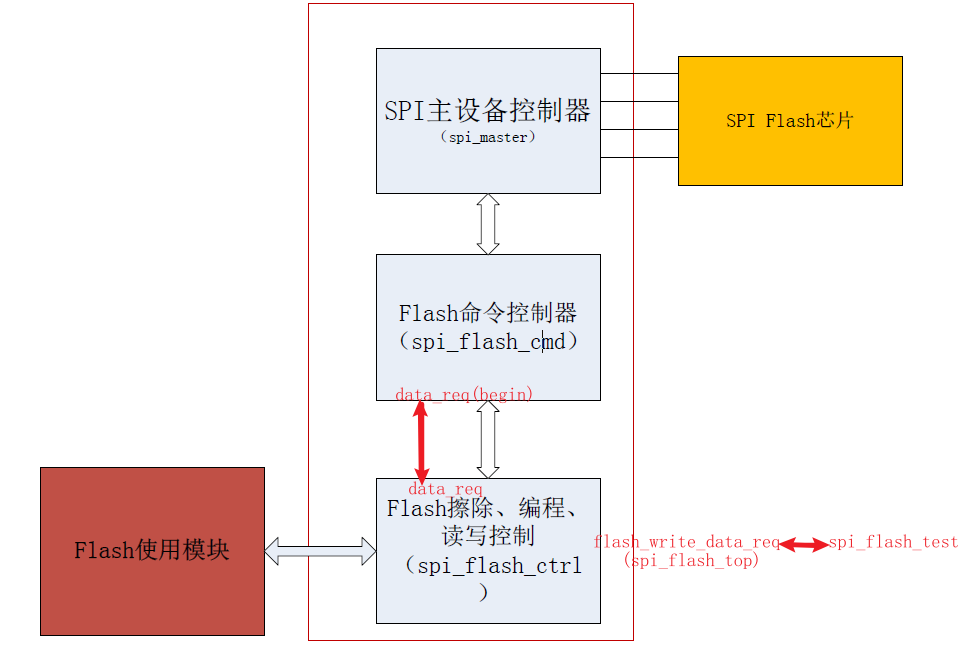 SPI主设备控制器
（spi_master）
SPI Flash芯片
Flash命令控制器
（spi_flash_cmd）
data_req(begin)
data_req
Flash擦除、编程、
读写控制
（spi_flash_ctrl
）
Flash使用模块
flash_write_data_req
(spi_flash_top)
spi_flash_test